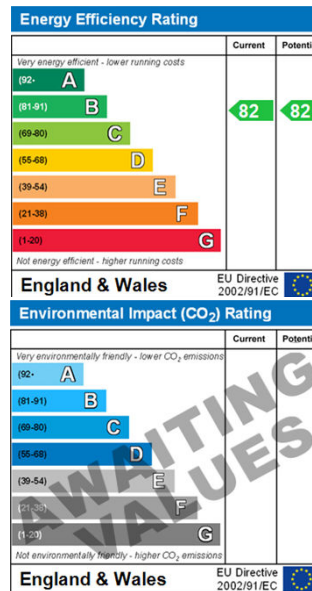 Energy Efficiency Rating
Current Potenti
Very energy efficient - lower running costs
(92- A
(81-91) B 82 82
(69-80) C
(55-68) D
(39-54) E
(21-38) F
(1-20) G
Not energy efficient - higher running costs
England & Wales EU Directive
2002/91/EC
Environmental Impact (CO2) Rating
Current Potenti
Very environmentally friendly - lower CO2 emissions
(92- A
(81-91) B
(69-80) C
(55-68) D
(39-54) E
(21-38) F
(1-20) G
AWAITING
VALUES
Not environmentally friendly - higher CO2 emissions
England & Wales EU Directive
2002/91/EC